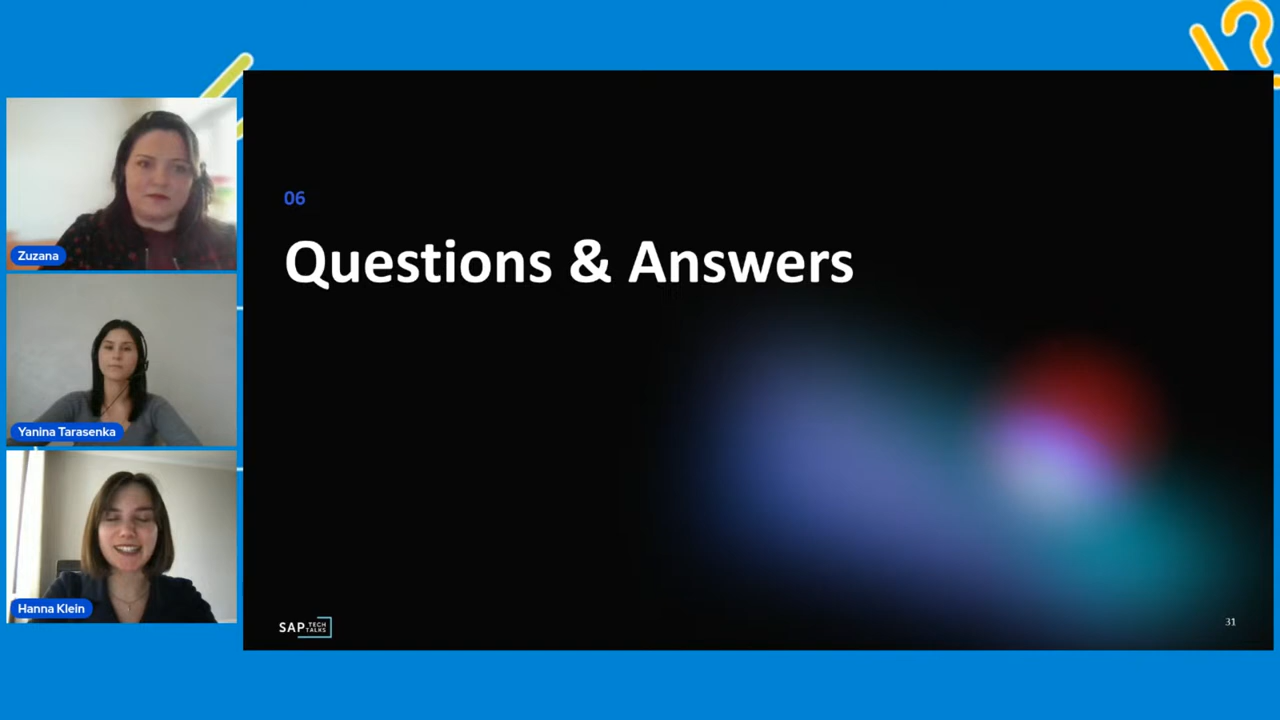 Zuzana
Yanina Tarasenka
Hanna Klein
06
Questions & Answers
SAP TECH
TALKS
31